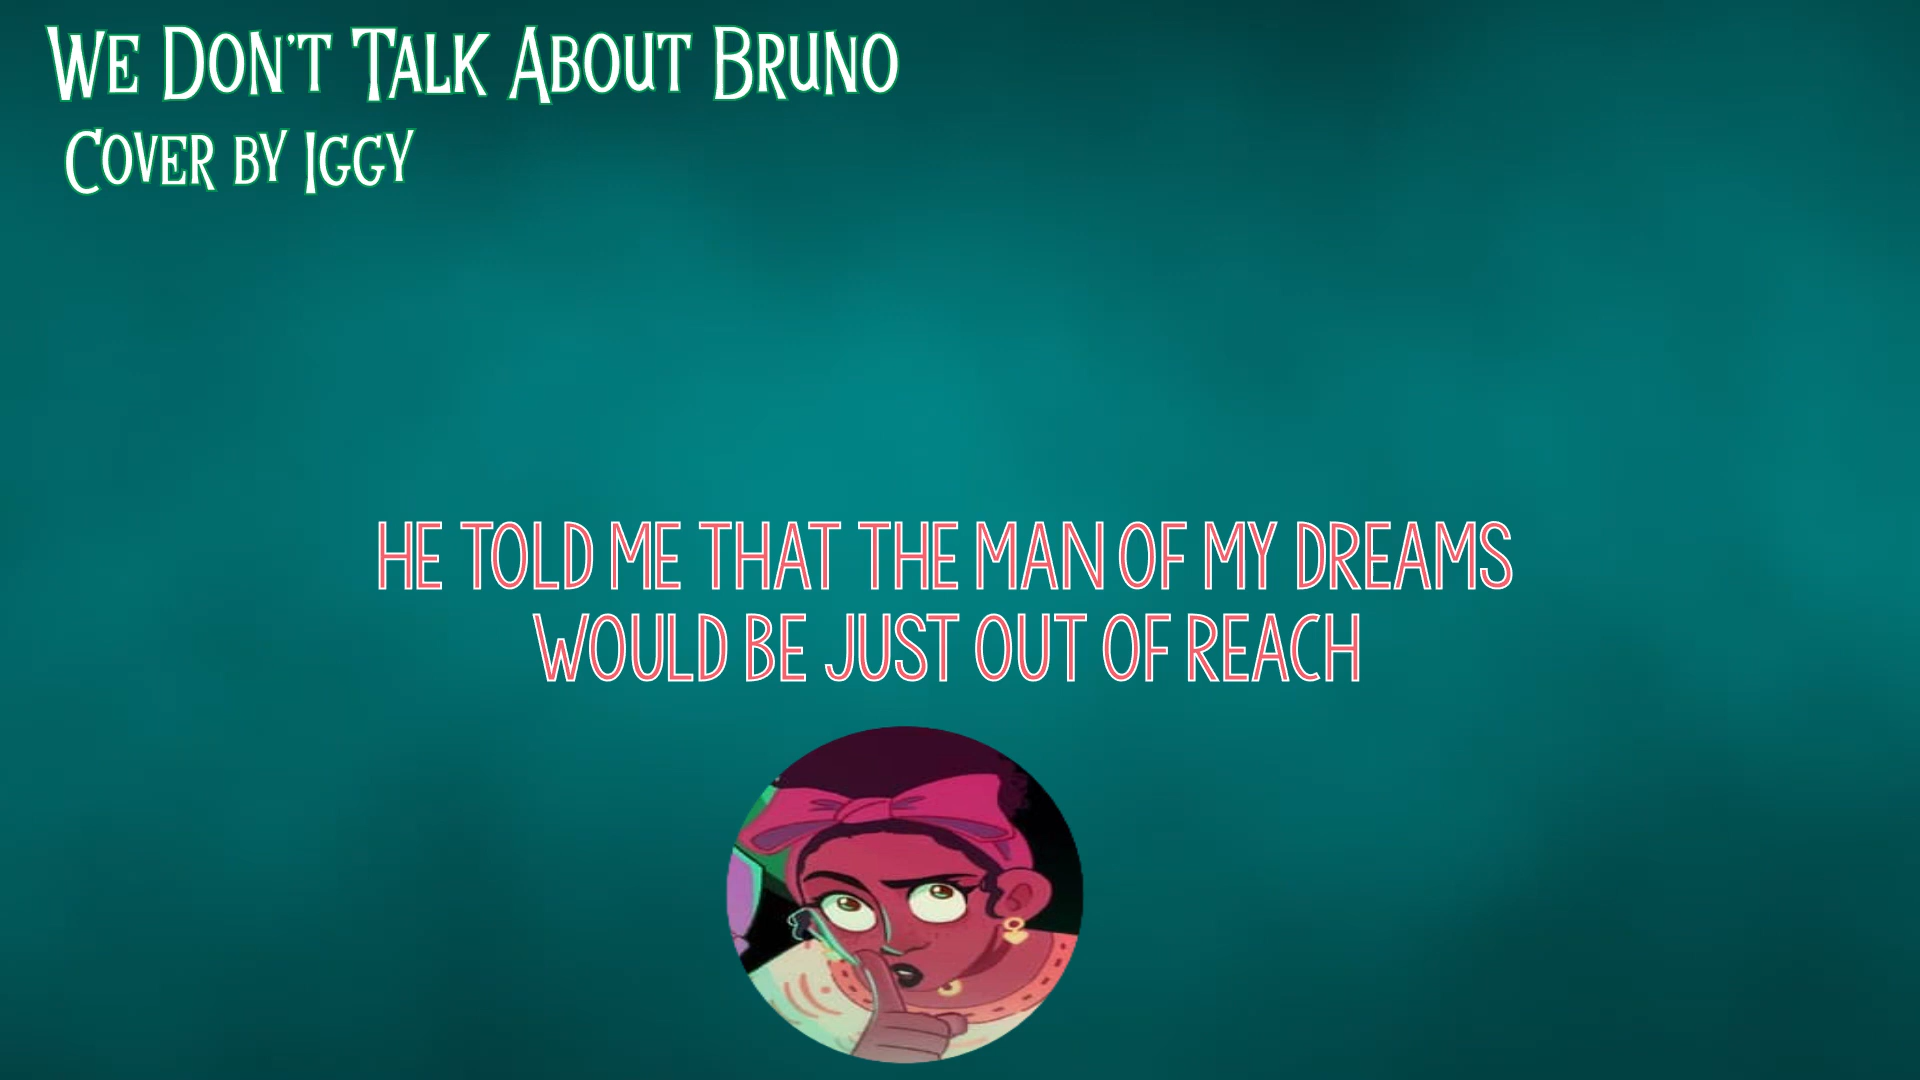 We Don't Talk About Bruno
Cover by Iggy
HE TOLD ME THAT THE MAN OF MY DREAMS
WOULD BE JUST OUT OF REACH